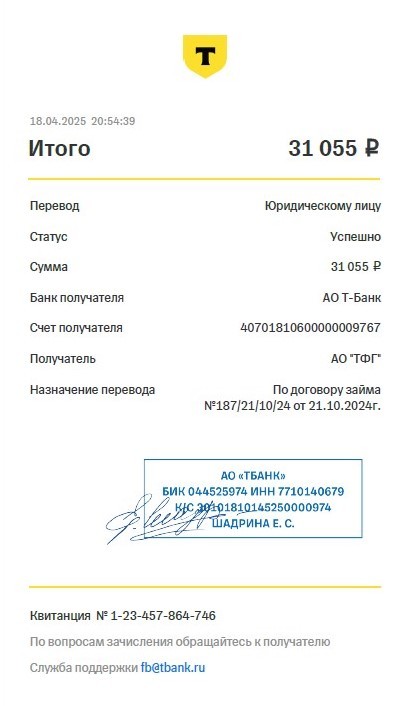 Т
18.04.2025 20:54:39
Итого 31 055 ₽
Перевод Юридическому лицу
Статус Успешно
Сумма 31 055 ₽
Банк получателя АО Т-Банк
Счет получателя 40701810600000009767
Получатель АО "ТФГ"
Назначение перевода По договору займа
№187/21/10/24 от 21.10.2024г.
АО «ТБАНК»
БИК 044525974 ИНН 7710140679
К/С 30101810145250000974
ШАДРИНА Е. С.
Квитанция № 1-23-457-864-746
По вопросам зачисления обращайтесь к получателю
Служба поддержки fb@tbank.ru